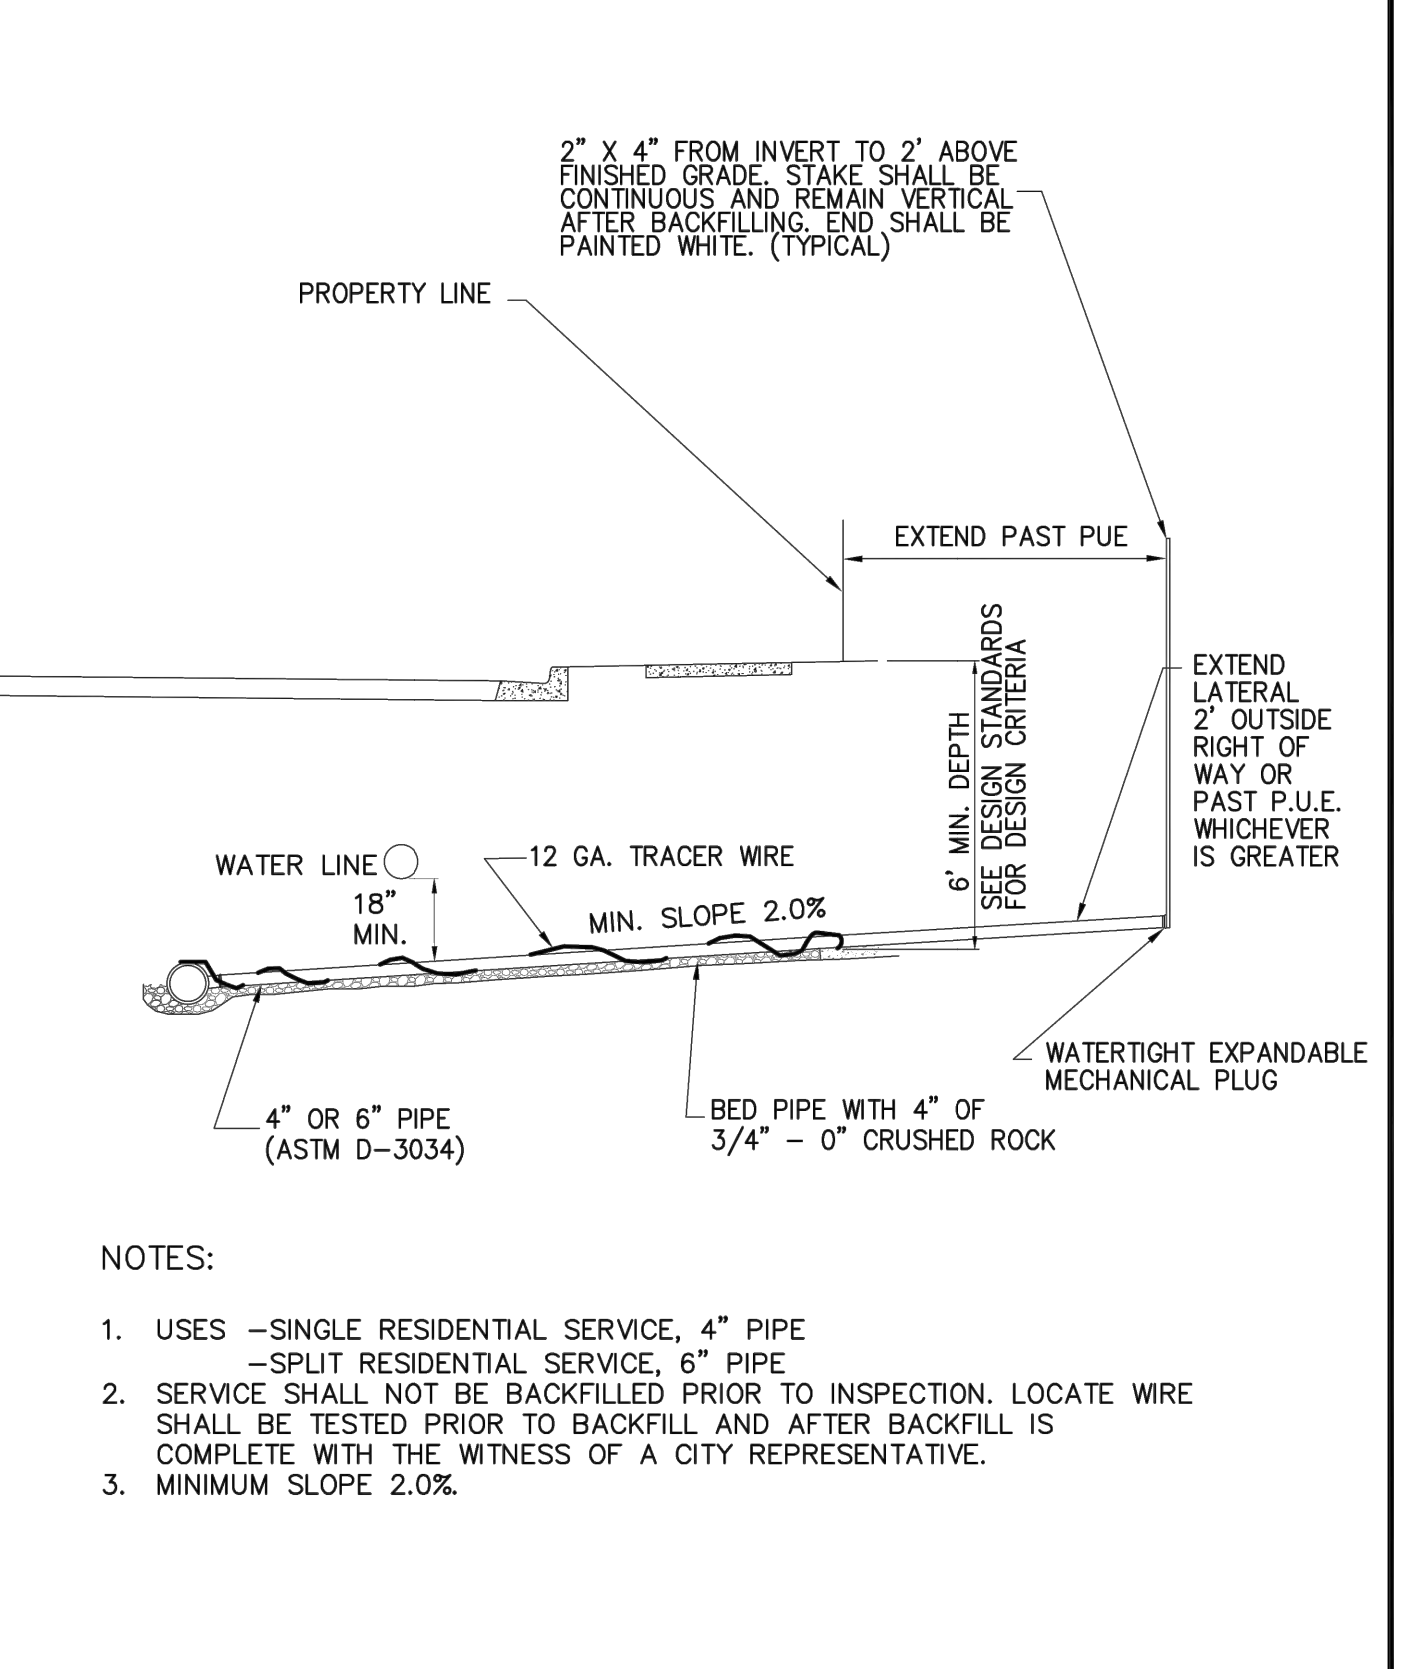 2” X 4” FROM INVERT TO 2’ ABOVE
FINISHED GRADE. STAKE SHALL BE
CONTINUOUS AND REMAIN VERTICAL
AFTER BACKFILLING. END SHALL BE
PAINTED WHITE. (TYPICAL)
PROPERTY LINE
EXTEND PAST PUE
6’ MIN. DEPTH
SEE DESIGN STANDARDS
FOR DESIGN CRITERIA
EXTEND
LATERAL
2’ OUTSIDE
RIGHT OF
WAY OR
PAST P.U.E.
WHICHEVER
IS GREATER
WATER LINE
18”
MIN.
12 GA. TRACER WIRE
MIN. SLOPE 2.0%
WATERTIGHT EXPANDABLE
MECHANICAL PLUG
4” OR 6” PIPE
(ASTM D–3034)
BED PIPE WITH 4” OF
3/4” – 0” CRUSHED ROCK
NOTES:
1. USES –SINGLE RESIDENTIAL SERVICE, 4” PIPE
–SPLIT RESIDENTIAL SERVICE, 6” PIPE
2. SERVICE SHALL NOT BE BACKFILLED PRIOR TO INSPECTION. LOCATE WIRE
SHALL BE TESTED PRIOR TO BACKFILL AND AFTER BACKFILL IS
COMPLETE WITH THE WITNESS OF A CITY REPRESENTATIVE.
3. MINIMUM SLOPE 2.0%.